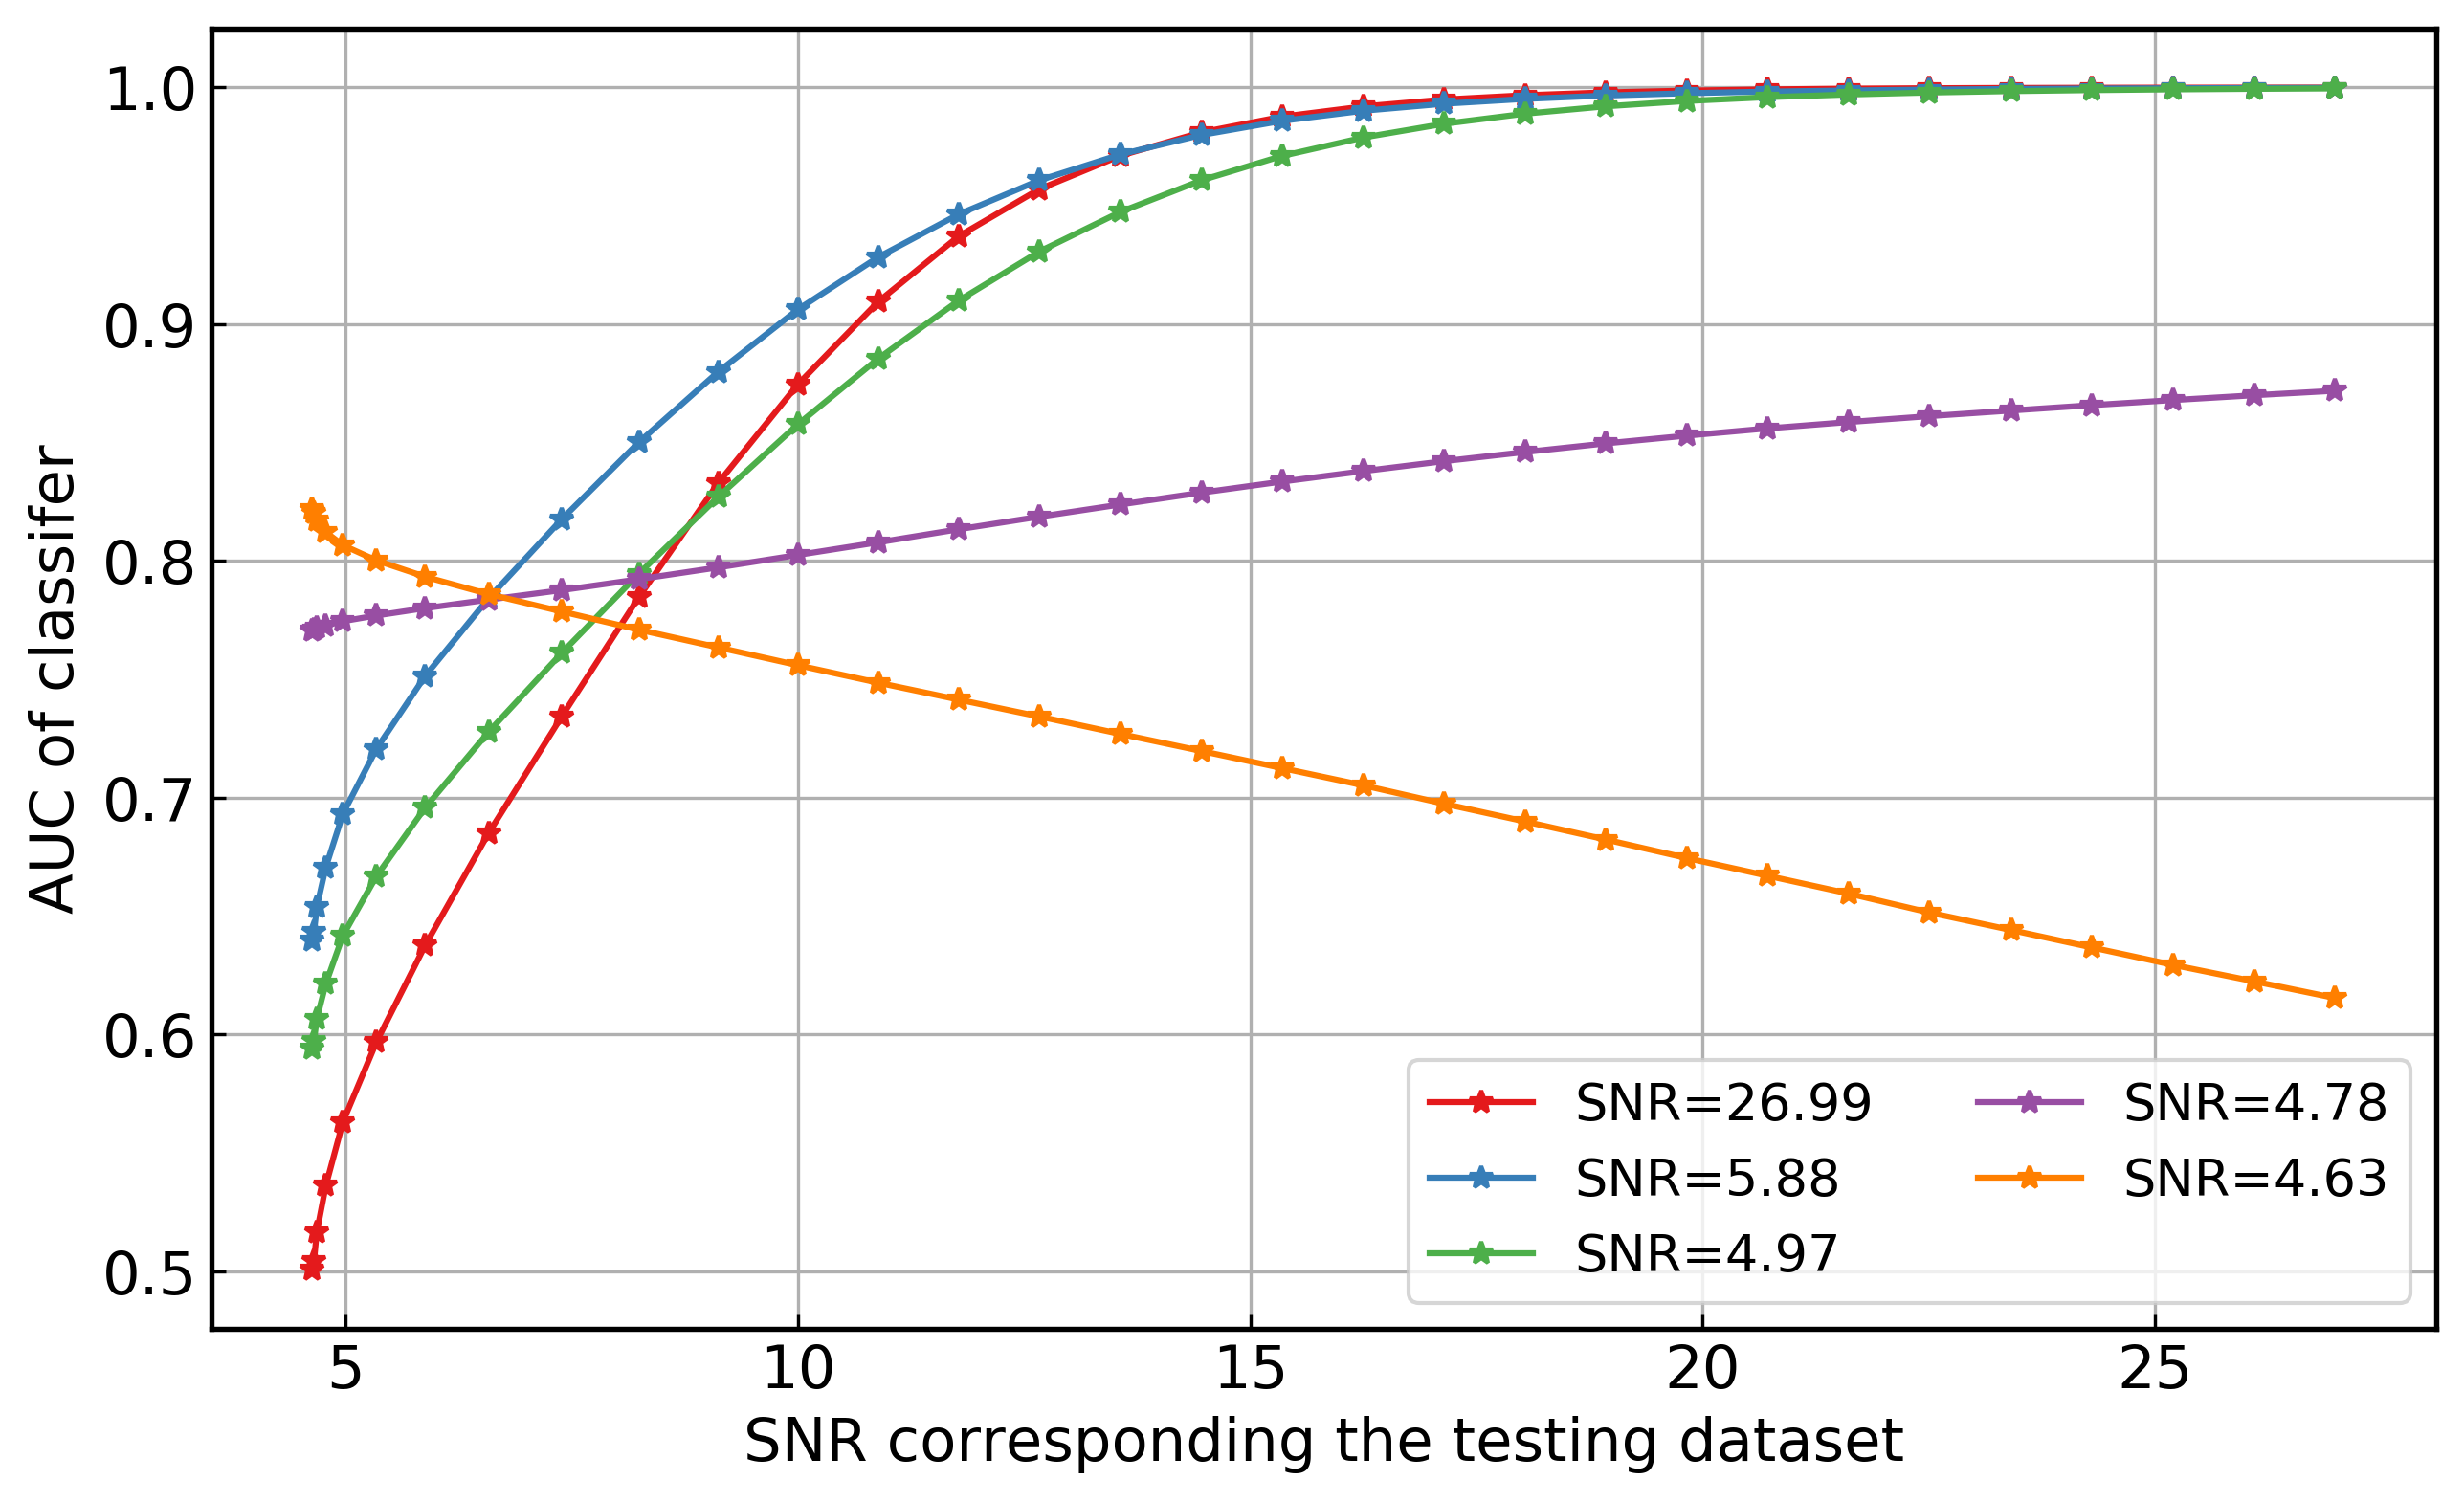 1.0
0.9
0.8
0.7
0.6
0.5
AUC of classifer
SNR=26.99
SNR=5.88
SNR=4.97
SNR=4.78
SNR=4.63
5 10 15 20 25
SNR corresponding the testing dataset